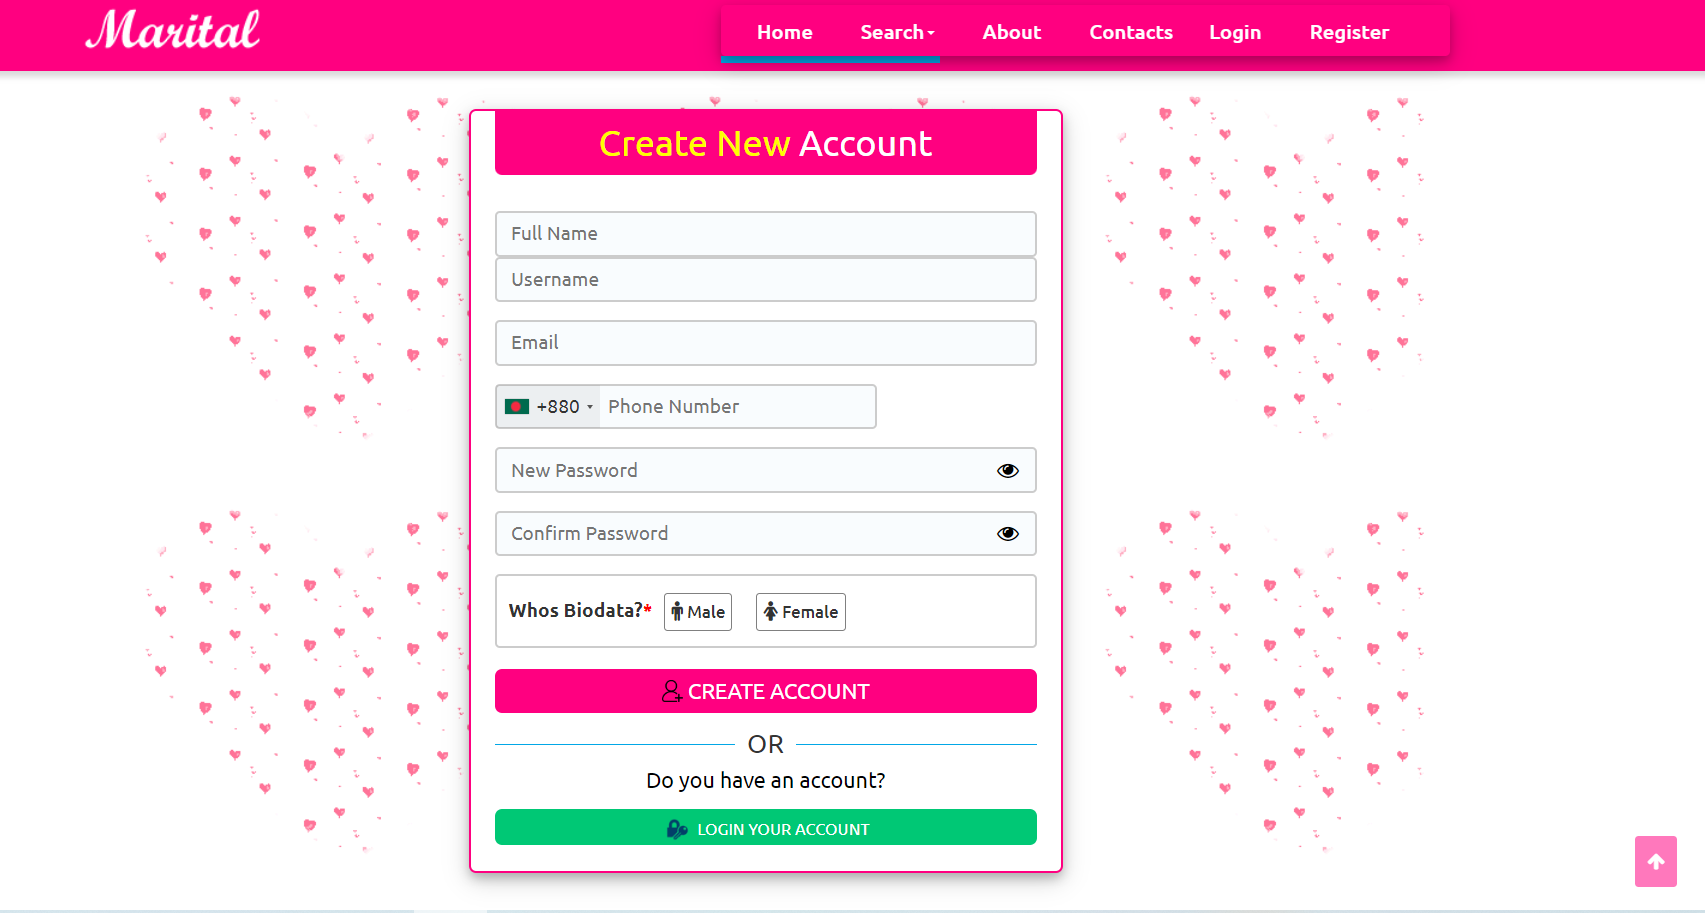 Marital
Home Search About Contacts Login Register
Create New Account
Full Name
Username
Email
+880 Phone Number
New Password
Confirm Password
Whos Biodata?* Male Female
CREATE ACCOUNT
OR
Do you have an account?
LOGIN YOUR ACCOUNT